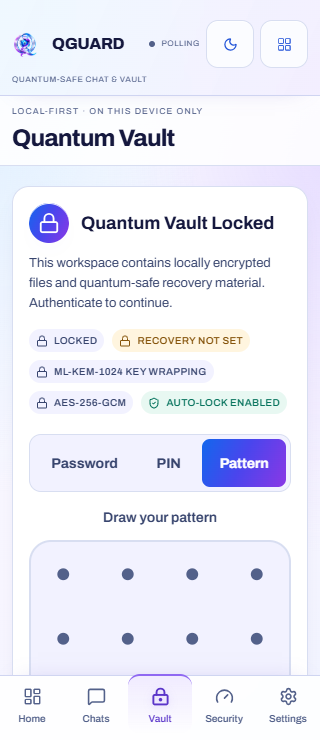 QGUARD
POLLING
QUANTUM-SAFE CHAT & VAULT
LOCAL-FIRST · ON THIS DEVICE ONLY
Quantum Vault
Quantum Vault Locked
This workspace contains locally encrypted
files and quantum-safe recovery material.
Authenticate to continue.
LOCKED
RECOVERY NOT SET
ML-KEM-1024 KEY WRAPPING
AES-256-GCM
AUTO-LOCK ENABLED
Password
PIN
Pattern
Draw your pattern
Home
Chats
Vault
Security
Settings